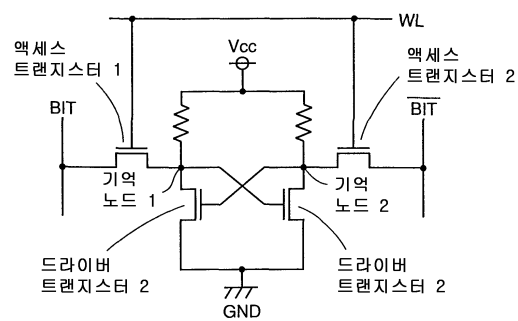 WL
액세스
트랜지스터 1
Vcc
액세스
트랜지스터 2
BIT
BIT
기억
노드 1
기억
노드 2
드라이버
트랜지스터 2
드라이버
트랜지스터 2
GND